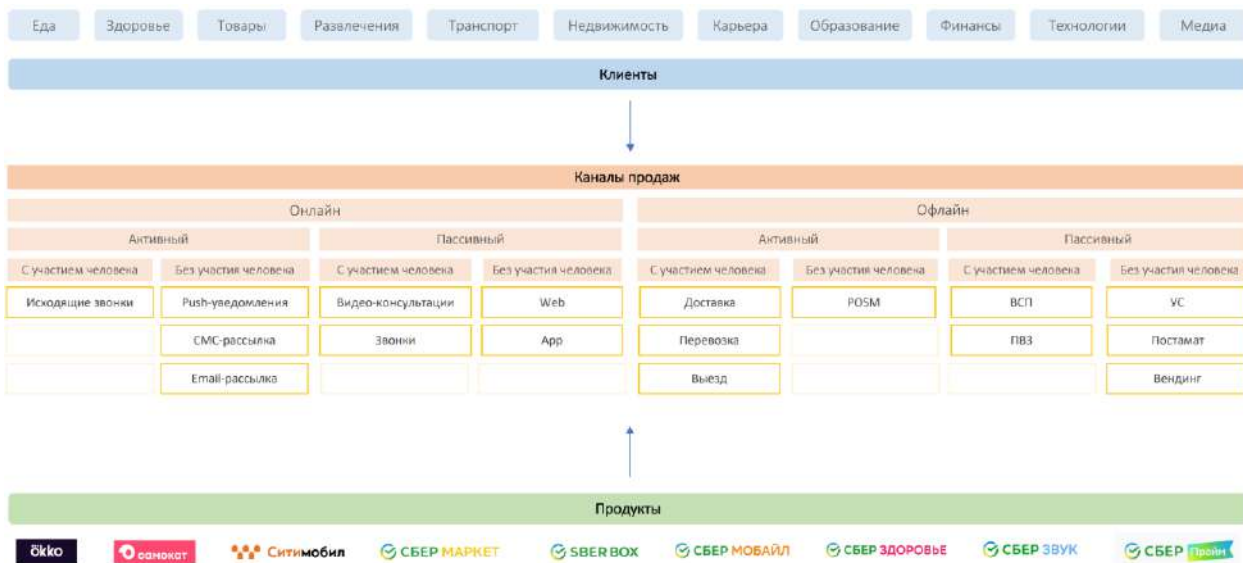 Еда Здоровье Товары Развлечения Транспорт Недвижимость Карьера Образование Финансы Технологии Медиа
Клиенты
Каналы продаж
Онлайн Офлайн
Активный Пассивный Активный Пассивный
С участием человека Без участия человека С участием человека Без участия человека С участием человека Без участия человека С участием человека Без участия человека
Исходящие звонки Push-уведомления Видео-консультации Web Доставка POSM ВСП УС
СМС-рассылка Звонки App Перевозка ПВЗ Постамат
Email-рассылка Выезд Вендинг
Продукты
ökko самокат Ситимобил СБЕР МАРКЕТ SBER BOX СБЕР МОБАЙЛ СБЕР ЗДОРОВЬЕ СБЕР ЗВУК СБЕР Прайм